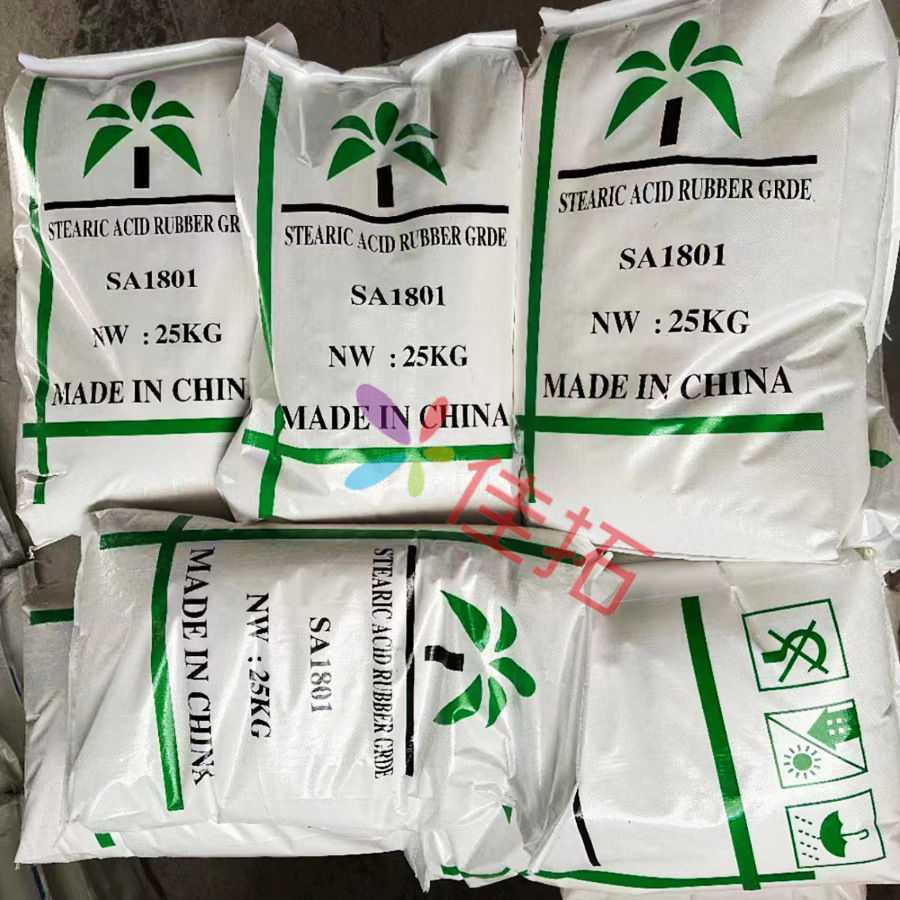 STEARIC ACID RUBBER GR
SA1801
NW : 25KG
MADE IN CHIN
STEARIC ACID RUBBER GRDE
SA1801
NW : 25KG
MADE IN CHINA
STEARIC ACID RUBBER GRDE
SA1801
NW : 25KG
MADE IN CHINA
佳拓
STEARIC ACID RUBBER GRDE
SA1801
NW : 25KG
MADE IN CHINA